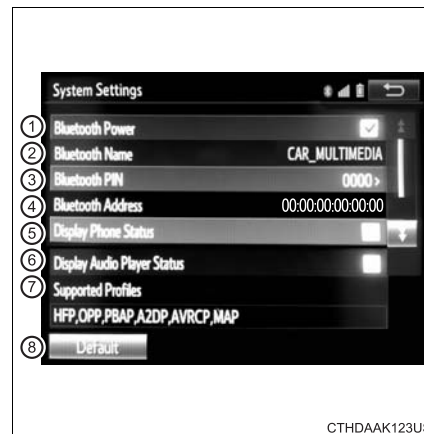 System Settings
1 Bluetooth Power
2 Bluetooth Name CAR_MULTIMEDIA
3 Bluetooth PIN 0000 >
4 Bluetooth Address 00:00:00:00:00:00
5 Display Phone Status
6 Display Audio Player Status
7 Supported Profiles
HFP,OPP,PBAP,A2DP,AVRCP,MAP
8 Default
CTHDAAK123US